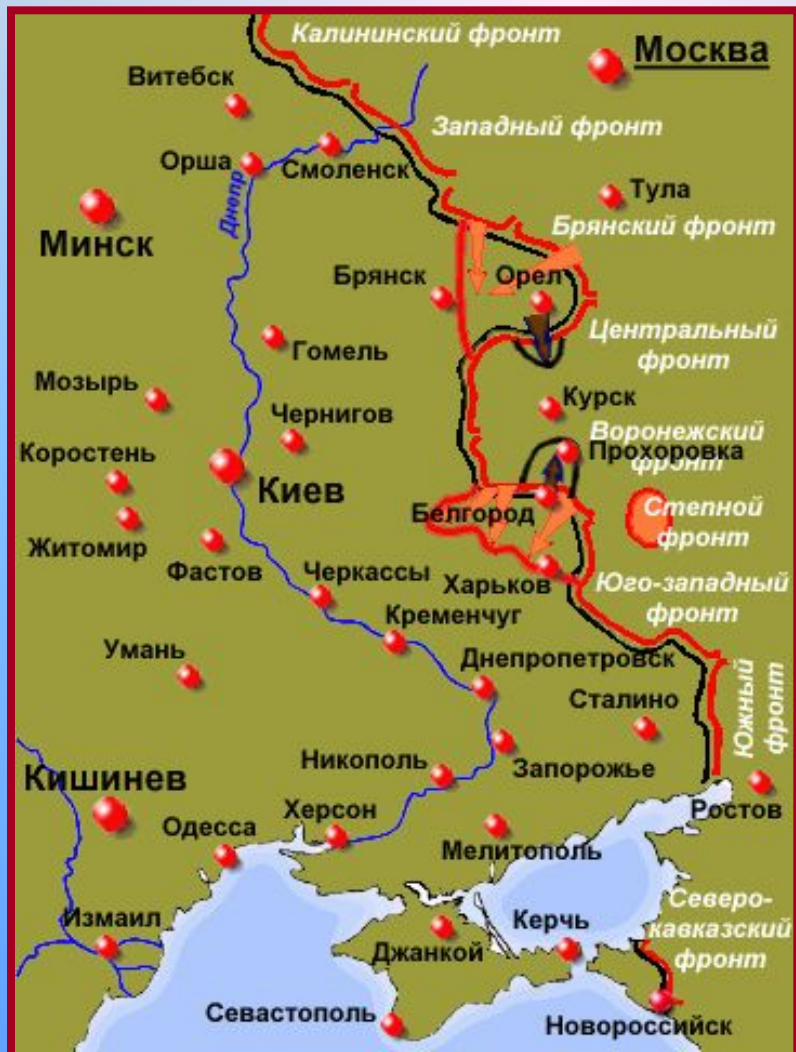 Калининский фронт
Москва
Витебск
Западный фронт
Орша
Смоленск
Днепр
Тула
Минск
Брянский фронт
Брянск
Орел
Центральный
фронт
Гомель
Мозырь
Курск
Чернигов
Воронежский
фронт
Прохоровка
Коростень
Киев
Белгород
Степной
фронт
Житомир
Фастов
Черкассы
Харьков
Юго-западный
фронт
Кременчуг
Умань
Днепропетровск
Сталино
Южный
фронт
Никополь
Запорожье
Кишинев
Херсон
Ростов
Одесса
Мелитополь
Северо-
кавказский
фронт
Измаил
Керчь
Джанкой
Севастополь
Новороссийск